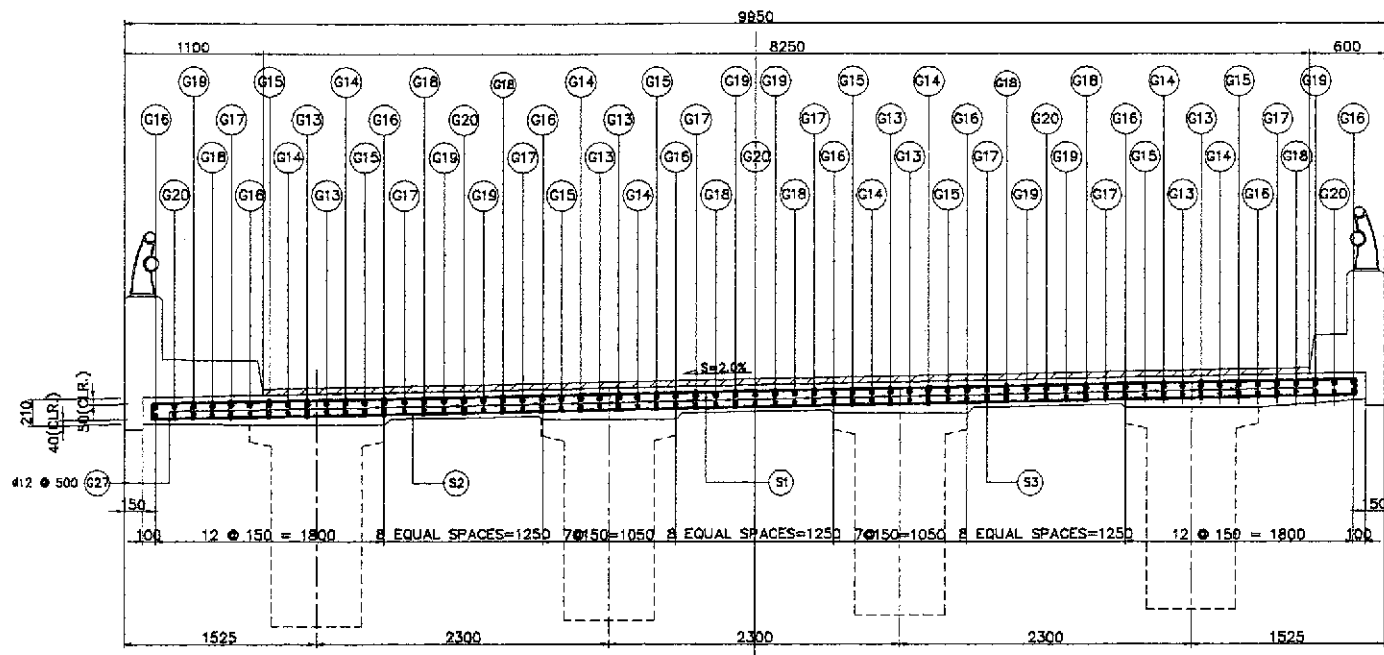 9950
1100 8250 600
G19 G15 G14 G18 G18 G14 G15 G19 G19 G15 G14 G18 G18 G14 G15 G19
G16 G17 G13 G16 G20 G16 G13 G17 G17 G13 G16 G20 G16 G13 G17 G16
G18 G14 G15 G19 G17 G13 G16 G20 G16 G13 G17 G19 G15 G14 G18
G20 G16 G13 G17 G19 G15 G14 G18 G18 G14 G15 G19 G17 G13 G16 G20
S=2.0%
210
40(CLR.)
50(CLR.)
d12 @ 500 G27 S2 S1 S3
150 50
100 12 @ 150 = 1800 8 EQUAL SPACES=1250 7@150=1050 8 EQUAL SPACES=1250 7@150=1050 8 EQUAL SPACES=1250 12 @ 150 = 1800 100
1525 2300 2300 2300 1525